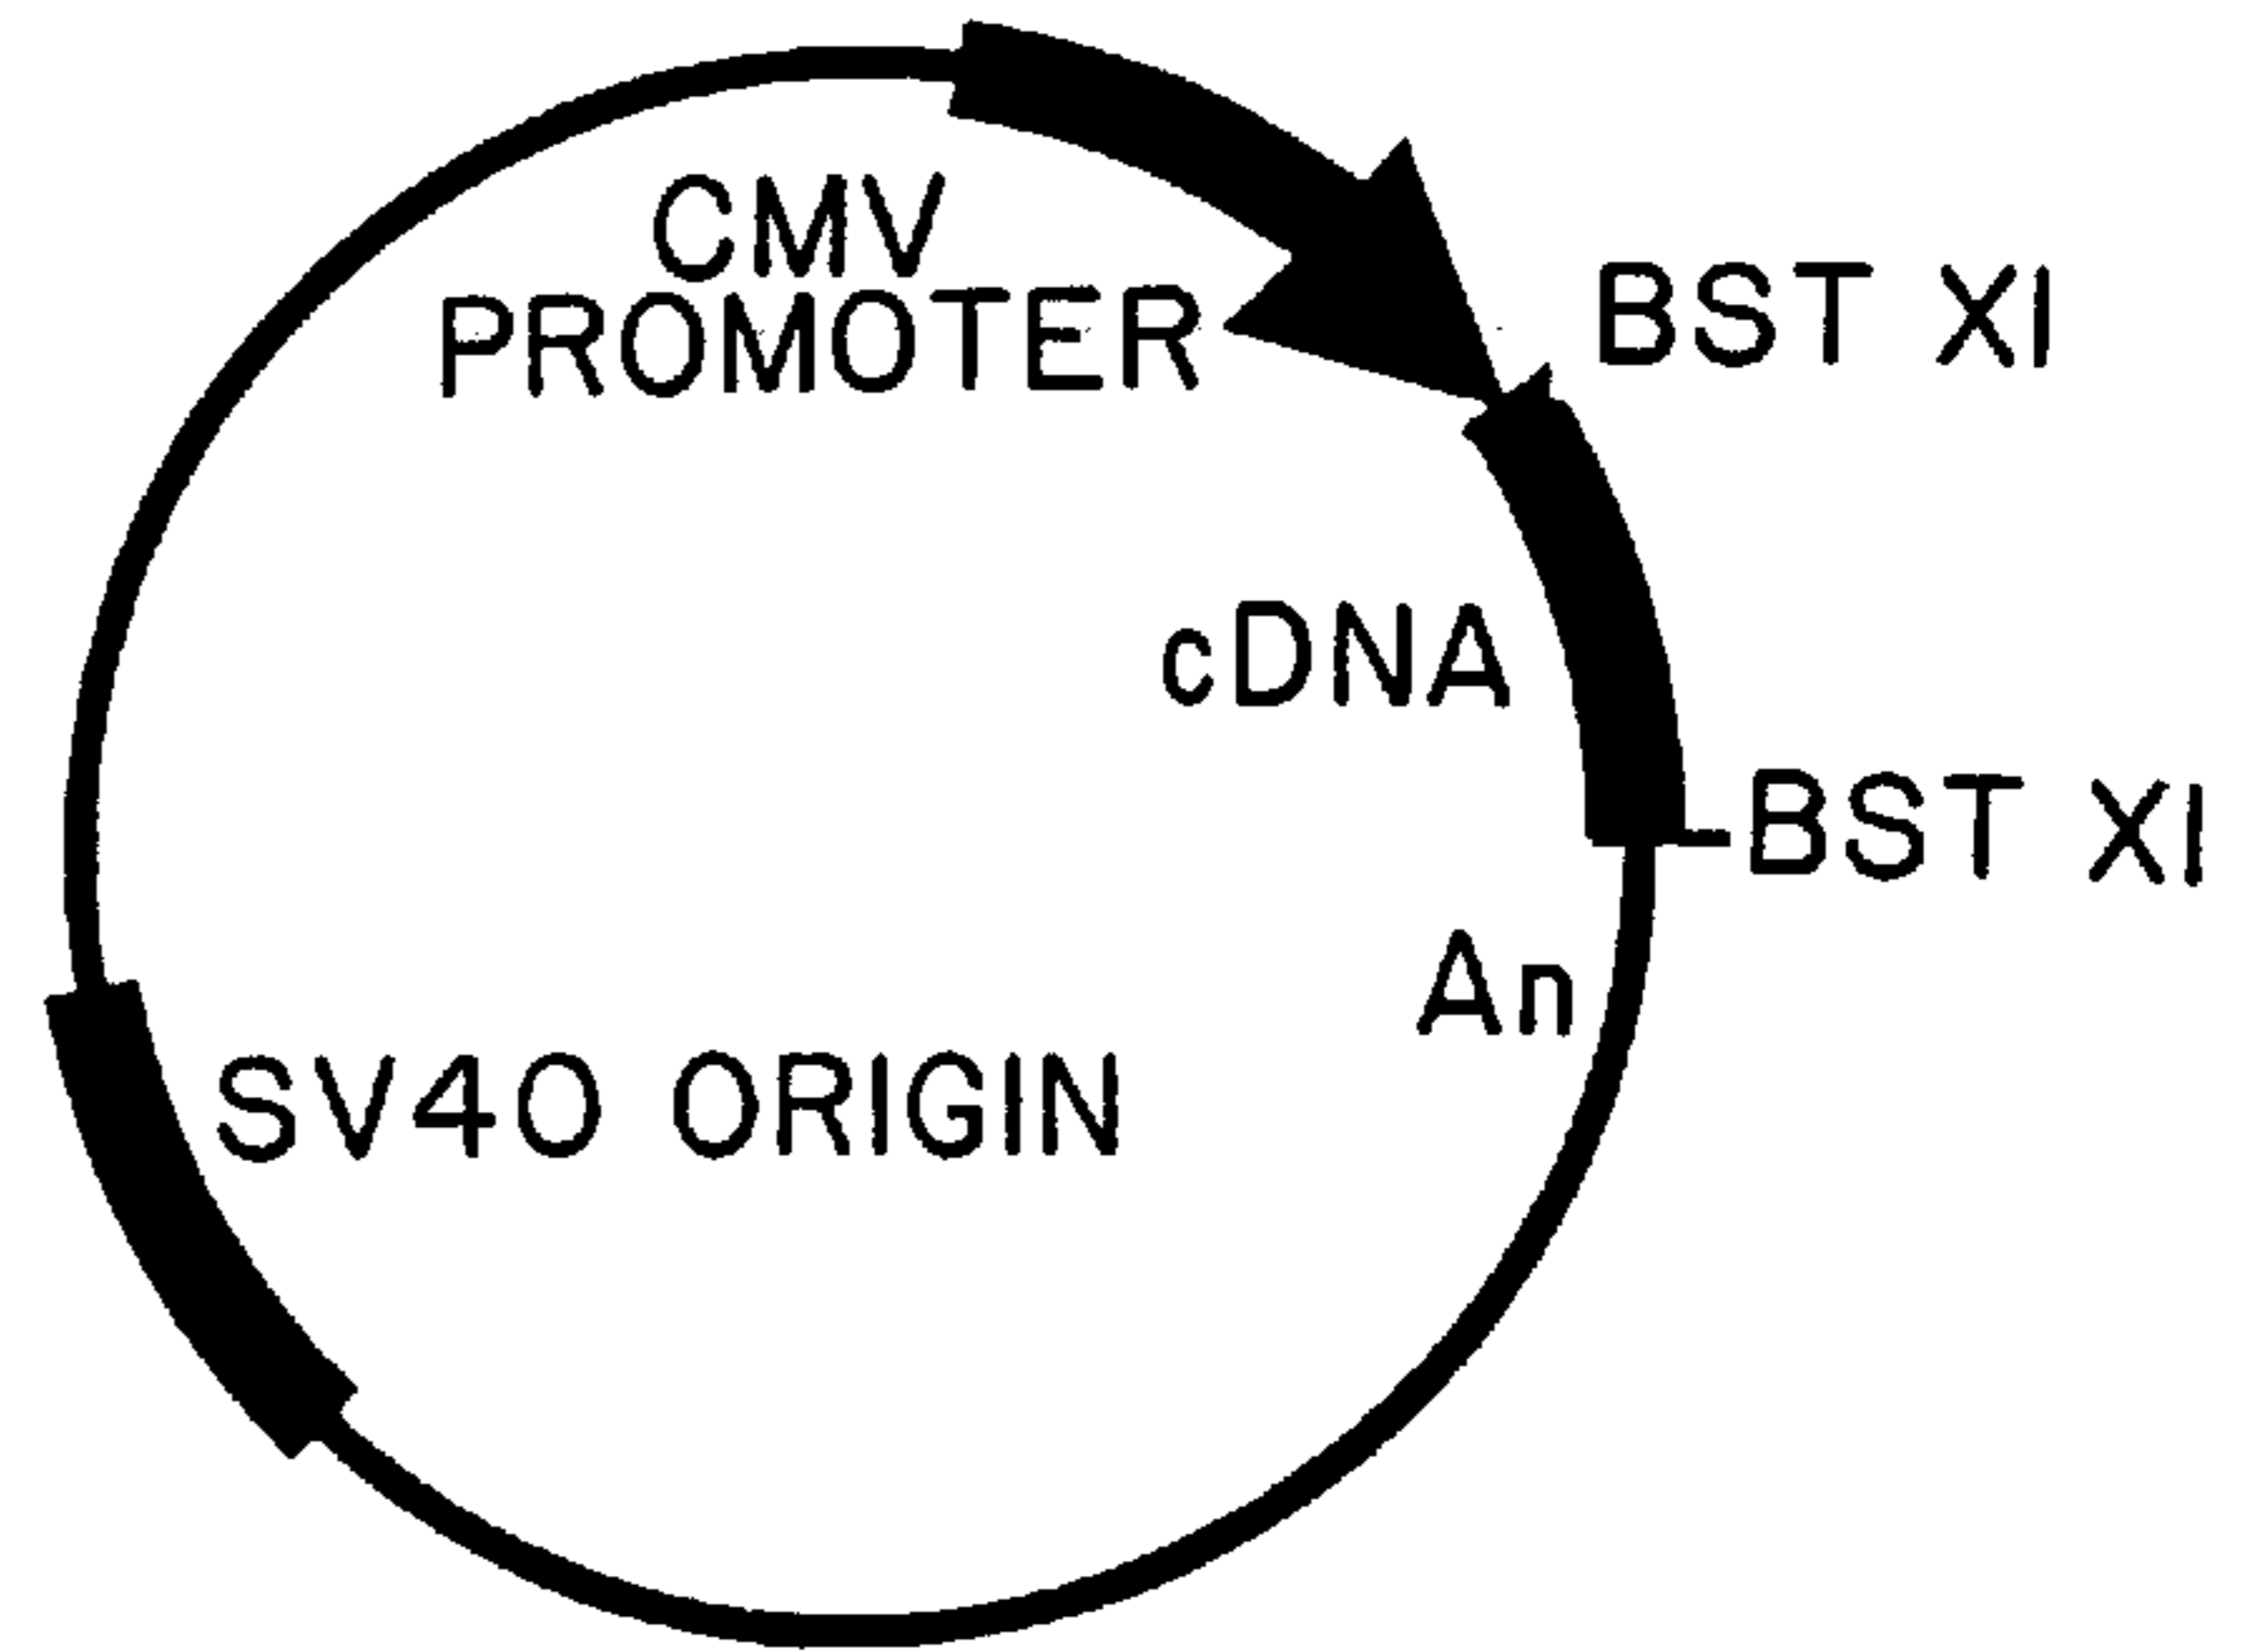 CMV
PROMOTER
BST XI
cDNA
BST XI
An
SV40 ORIGIN